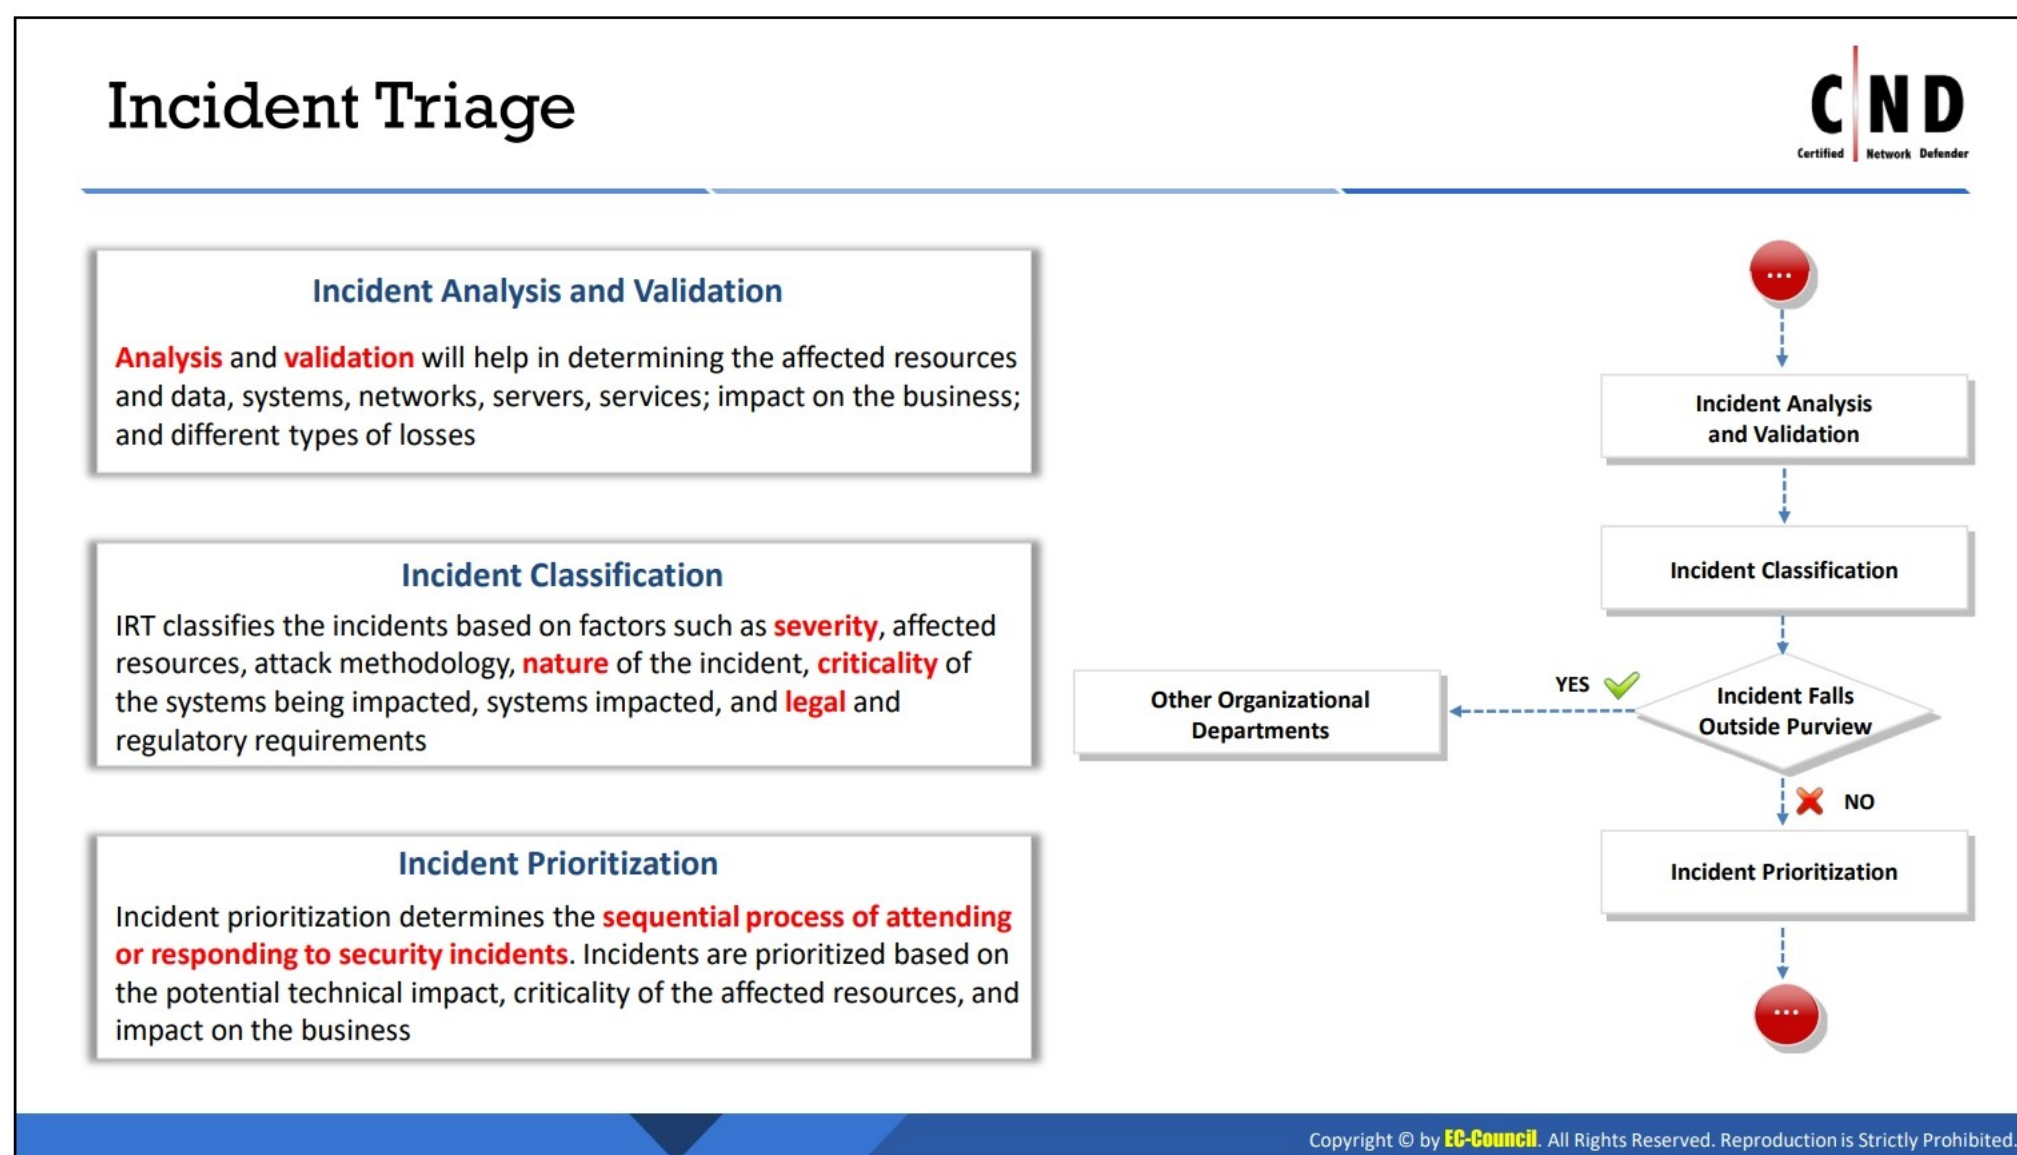 Incident Triage
C N D
Certified Network Defender
Incident Analysis and Validation
Analysis and validation will help in determining the affected resources
and data, systems, networks, servers, services; impact on the business;
and different types of losses
Incident Classification
IRT classifies the incidents based on factors such as severity, affected
resources, attack methodology, nature of the incident, criticality of
the systems being impacted, systems impacted, and legal and
regulatory requirements
Incident Prioritization
Incident prioritization determines the sequential process of attending
or responding to security incidents. Incidents are prioritized based on
the potential technical impact, criticality of the affected resources, and
impact on the business
...
Incident Analysis
and Validation
Incident Classification
Incident Falls
Outside Purview
YES
Other Organizational
Departments
NO
Incident Prioritization
...
Copyright © by EC-Council. All Rights Reserved. Reproduction is Strictly Prohibited.